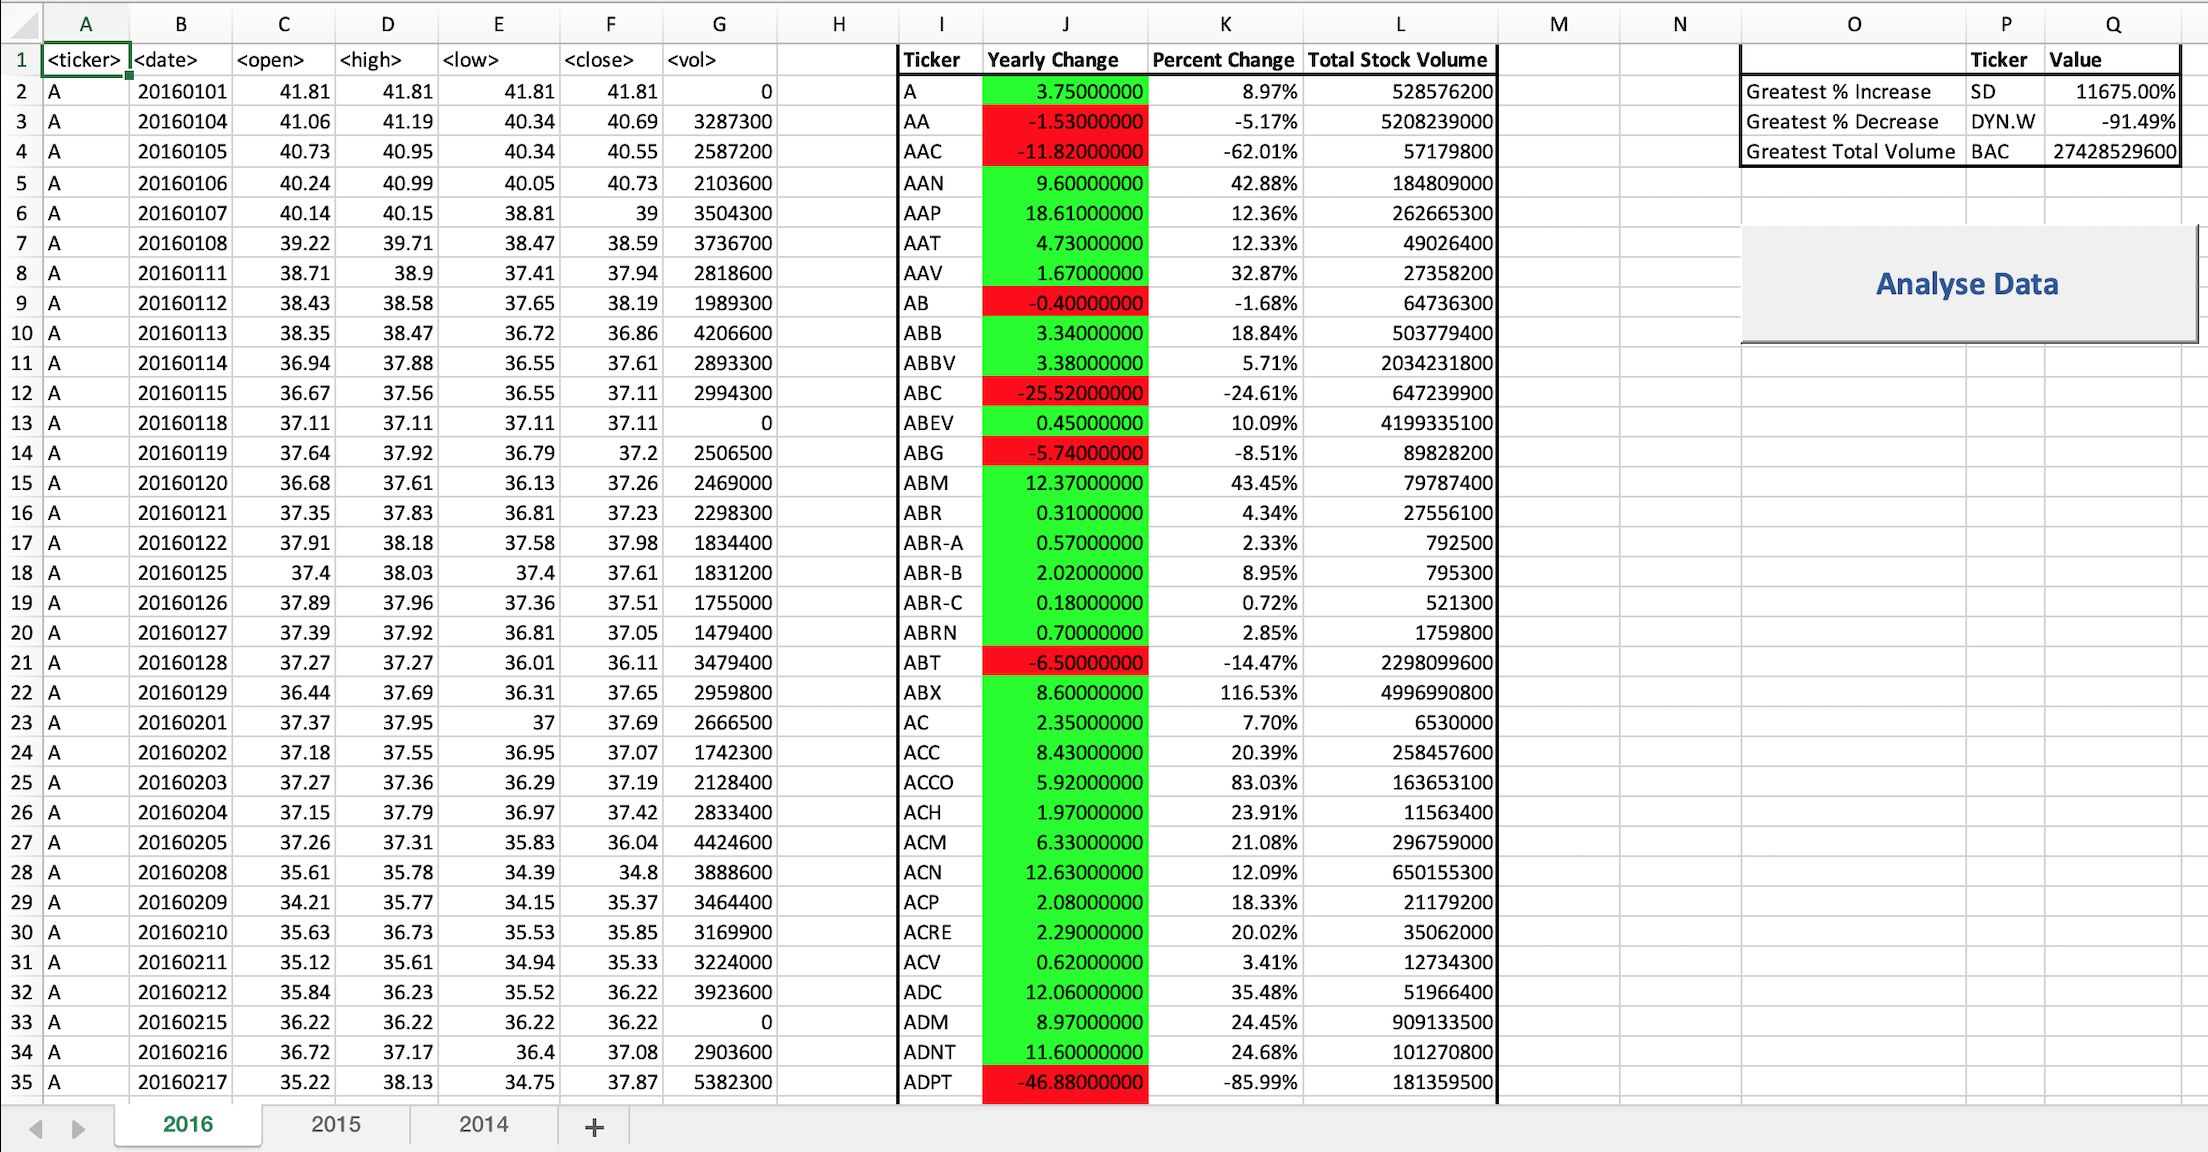 A B C D E F G H I J K L M N O P Q
1 <ticker> <date> <open> <high> <low> <close> <vol> Ticker Yearly Change Percent Change Total Stock Volume Ticker Value
2 A 20160101 41.81 41.81 41.81 41.81 0 A 3.75000000 8.97% 528576200 Greatest % Increase SD 11675.00%
3 A 20160104 41.06 41.19 40.34 40.69 3287300 AA -1.53000000 -5.17% 5208239000 Greatest % Decrease DYN.W -91.49%
4 A 20160105 40.73 40.95 40.34 40.55 2587200 AAC -11.82000000 -62.01% 57179800 Greatest Total Volume BAC 27428529600
5 A 20160106 40.24 40.99 40.05 40.73 2103600 AAN 9.60000000 42.88% 184809000
6 A 20160107 40.14 40.15 38.81 39 3504300 AAP 18.61000000 12.36% 262665300
7 A 20160108 39.22 39.71 38.47 38.59 3736700 AAT 4.73000000 12.33% 49026400
8 A 20160111 38.71 38.9 37.41 37.94 2818600 AAV 1.67000000 32.87% 27358200
Analyse Data
9 A 20160112 38.43 38.58 37.65 38.19 1989300 AB -0.40000000 -1.68% 64736300
10 A 20160113 38.35 38.47 36.72 36.86 4206600 ABB 3.34000000 18.84% 503779400
11 A 20160114 36.94 37.88 36.55 37.61 2893300 ABBV 3.38000000 5.71% 2034231800
12 A 20160115 36.67 37.56 36.55 37.11 2994300 ABC -25.52000000 -24.61% 647239900
13 A 20160118 37.11 37.11 37.11 37.11 0 ABEV 0.45000000 10.09% 4199335100
14 A 20160119 37.64 37.92 36.79 37.2 2506500 ABG -5.74000000 -8.51% 89828200
15 A 20160120 36.68 37.61 36.13 37.26 2469000 ABM 12.37000000 43.45% 79787400
16 A 20160121 37.35 37.83 36.81 37.23 2298300 ABR 0.31000000 4.34% 27556100
17 A 20160122 37.91 38.18 37.58 37.98 1834400 ABR-A 0.57000000 2.33% 792500
18 A 20160125 37.4 38.03 37.4 37.61 1831200 ABR-B 2.02000000 8.95% 795300
19 A 20160126 37.89 37.96 37.36 37.51 1755000 ABR-C 0.18000000 0.72% 521300
20 A 20160127 37.39 37.92 36.81 37.05 1479400 ABRN 0.70000000 2.85% 1759800
21 A 20160128 37.27 37.27 36.01 36.11 3479400 ABT -6.50000000 -14.47% 2298099600
22 A 20160129 36.44 37.69 36.31 37.65 2959800 ABX 8.60000000 116.53% 4996990800
23 A 20160201 37.37 37.95 37 37.69 2666500 AC 2.35000000 7.70% 6530000
24 A 20160202 37.18 37.55 36.95 37.07 1742300 ACC 8.43000000 20.39% 258457600
25 A 20160203 37.27 37.36 36.29 37.19 2128400 ACCO 5.92000000 83.03% 163653100
26 A 20160204 37.15 37.79 36.97 37.42 2833400 ACH 1.97000000 23.91% 11563400
27 A 20160205 37.26 37.31 35.83 36.04 4424600 ACM 6.33000000 21.08% 296759000
28 A 20160208 35.61 35.78 34.39 34.8 3888600 ACN 12.63000000 12.09% 650155300
29 A 20160209 34.21 35.77 34.15 35.37 3464400 ACP 2.08000000 18.33% 21179200
30 A 20160210 35.63 36.73 35.53 35.85 3169900 ACRE 2.29000000 20.02% 35062000
31 A 20160211 35.12 35.61 34.94 35.33 3224000 ACV 0.62000000 3.41% 12734300
32 A 20160212 35.84 36.23 35.52 36.22 3923600 ADC 12.06000000 35.48% 51966400
33 A 20160215 36.22 36.22 36.22 36.22 0 ADM 8.97000000 24.45% 909133500
34 A 20160216 36.72 37.17 36.4 37.08 2903600 ADNT 11.60000000 24.68% 101270800
35 A 20160217 35.22 38.13 34.75 37.87 5382300 ADPT -46.88000000 -85.99% 181359500
2016 2015 2014 +